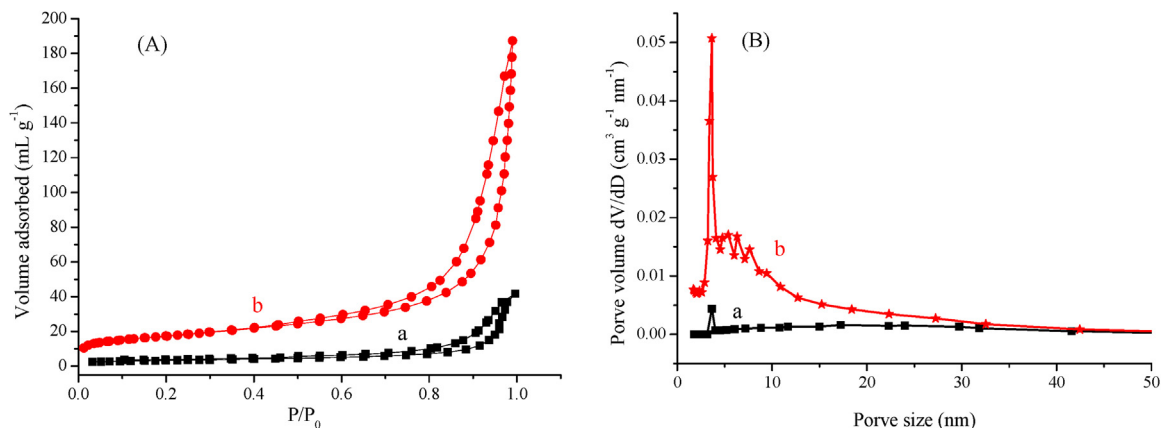 (A)
Volume adsorbed (mL g⁻¹)
200
180
160
140
120
100
80
60
40
20
0
b
a
0.0 0.2 0.4 0.6 0.8 1.0
P/P₀
(B)
Porve volume dV/dD (cm³ g⁻¹ nm⁻¹)
0.05
0.04
0.03
0.02
0.01
0.00
b
a
0 10 20 30 40 50
Porve size (nm)